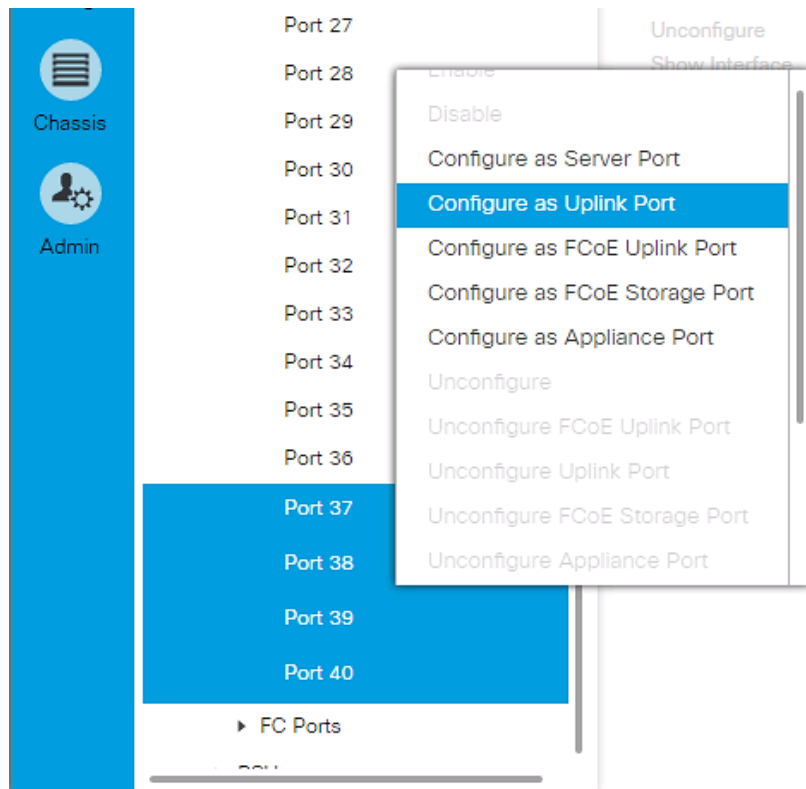 Chassis
Admin
Port 27
Port 28
Port 29
Port 30
Port 31
Port 32
Port 33
Port 34
Port 35
Port 36
Port 37
Port 38
Port 39
Port 40
FC Ports
Unconfigure
Show Interface
Enable
Disable
Configure as Server Port
Configure as Uplink Port
Configure as FCoE Uplink Port
Configure as FCoE Storage Port
Configure as Appliance Port
Unconfigure
Unconfigure FCoE Uplink Port
Unconfigure Uplink Port
Unconfigure FCoE Storage Port
Unconfigure Appliance Port